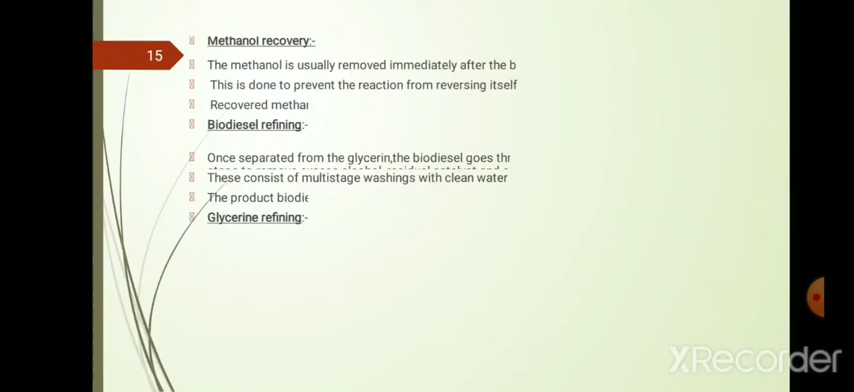 15
Methanol recovery:-
The methanol is usually removed immediately after the b
This is done to prevent the reaction from reversing itself
Recovered methan
Biodiesel refining:-
Once separated from the glycerin,the biodiesel goes thr
These consist of multistage washings with clean water
The product biodie
Glycerine refining:-
XRecorder